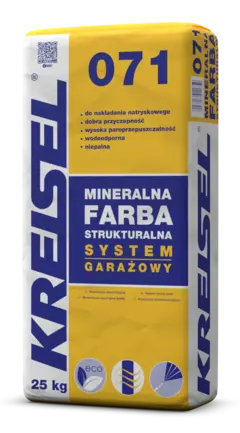 071
- do nakładania natryskowego
- dobra przyczepność
- wysoka paroprzepuszczalność
- wodoodporna
- niepalna
KREISEL®
MINERALNA
FARBA
STRUKTURALNA
SYSTEM
GARAŻOWY
eco
25 kg
071
MINERALNA
FARBA